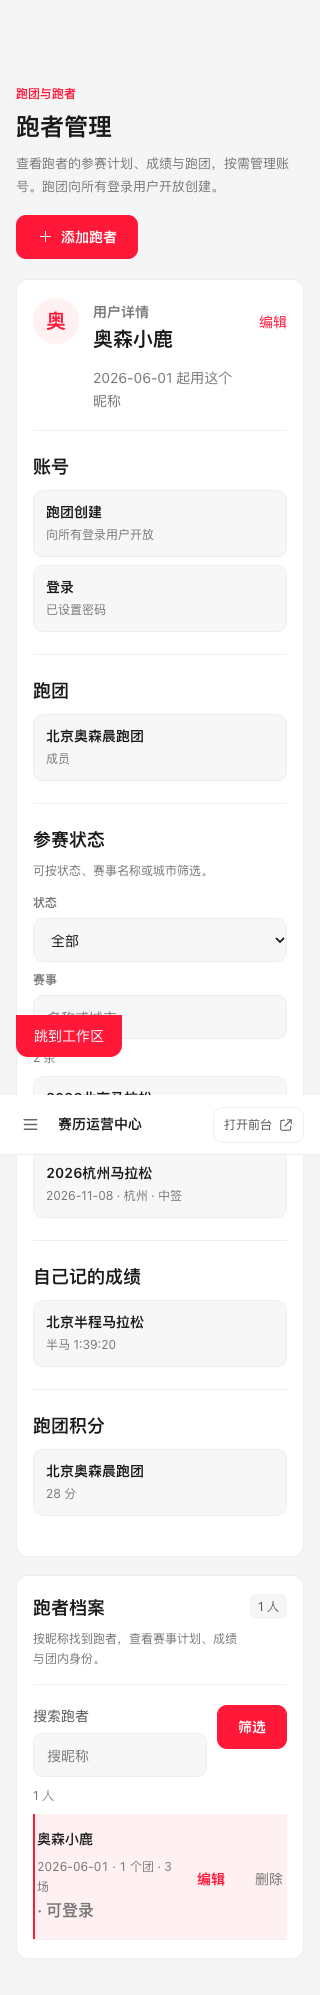 跑团与跑者
跑者管理
查看跑者的参赛计划、成绩与跑团，按需管理账
号。跑团向所有登录用户开放创建。
添加跑者
奥
用户详情
奥森小鹿
编辑
2026-06-01 起用这个
昵称
账号
跑团创建
向所有登录用户开放
登录
已设置密码
跑团
北京奥森晨跑团
成员
参赛状态
可按状态、赛事名称或城市筛选。
状态
全部
赛事
跳到工作区
赛历运营中心
打开前台
2026杭州马拉松
2026-11-08 · 杭州 · 中签
自己记的成绩
北京半程马拉松
半马 1:39:20
跑团积分
北京奥森晨跑团
28 分
跑者档案
1 人
按昵称找到跑者，查看赛事计划、成绩
与团内身份。
搜索跑者
筛选
搜昵称
1 人
奥森小鹿
2026-06-01 · 1 个团 · 3
场
· 可登录
编辑
删除